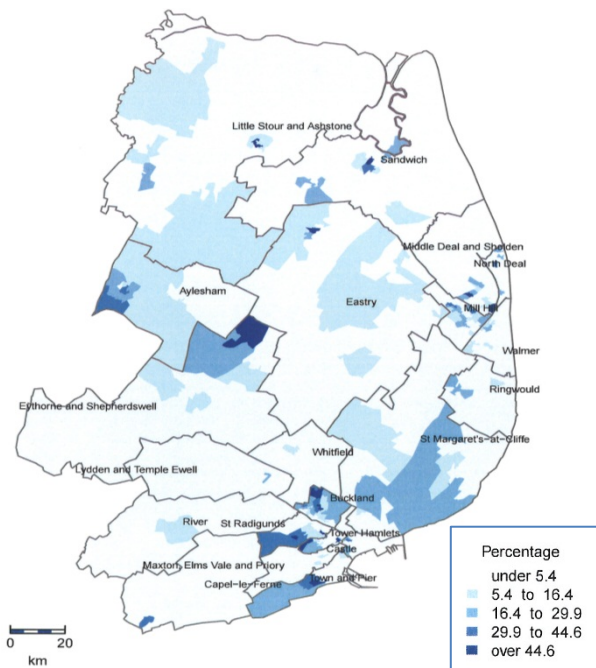 Little Stour and Ashstone
Sandwich
Middle Deal and Sholden
North Deal
Aylesham
Eastry
Mill Hill
Walmer
Ringwould
Eythorne and Shepherdswell
St Margaret's-at-Cliffe
Whitfield
Lydden and Temple Ewell
Buckland
River
St Radigunds
Tower Hamlets
Castle
Maxton, Elms Vale and Priory
Capel-le-Ferne
Town and Pier
Percentage
under 5.4
5.4 to 16.4
16.4 to 29.9
29.9 to 44.6
over 44.6
0 20
km